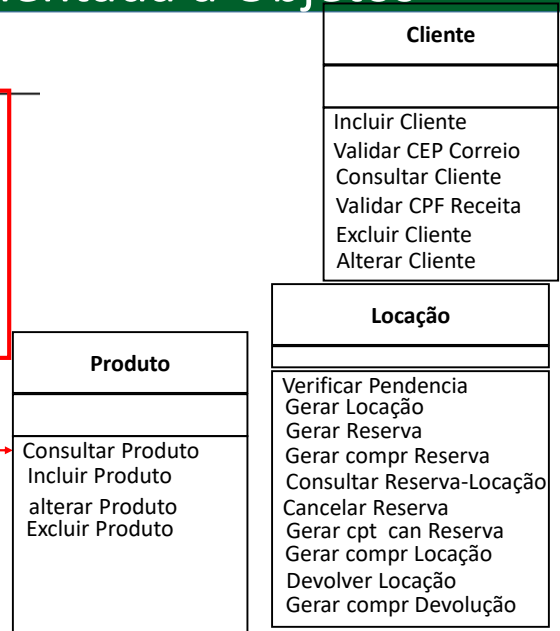 Cliente
Incluir Cliente
Validar CEP Correio
Consultar Cliente
Validar CPF Receita
Excluir Cliente
Alterar Cliente
Locação
Verificar Pendencia
Gerar Locação
Gerar Reserva
Gerar compr Reserva
Consultar Reserva-Locação
Cancelar Reserva
Gerar cpt can Reserva
Gerar compr Locação
Devolver Locação
Gerar compr Devolução
Produto
Consultar Produto
Incluir Produto
alterar Produto
Excluir Produto